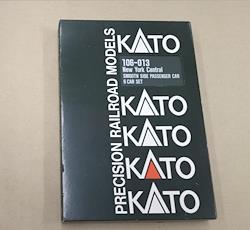 PRECISION RAILROAD MODELS
KATO
106-013
New York Central
SMOOTH SIDE PASSENGER CAR
6 CAR SET
KATO
KATO
KATO
KATO